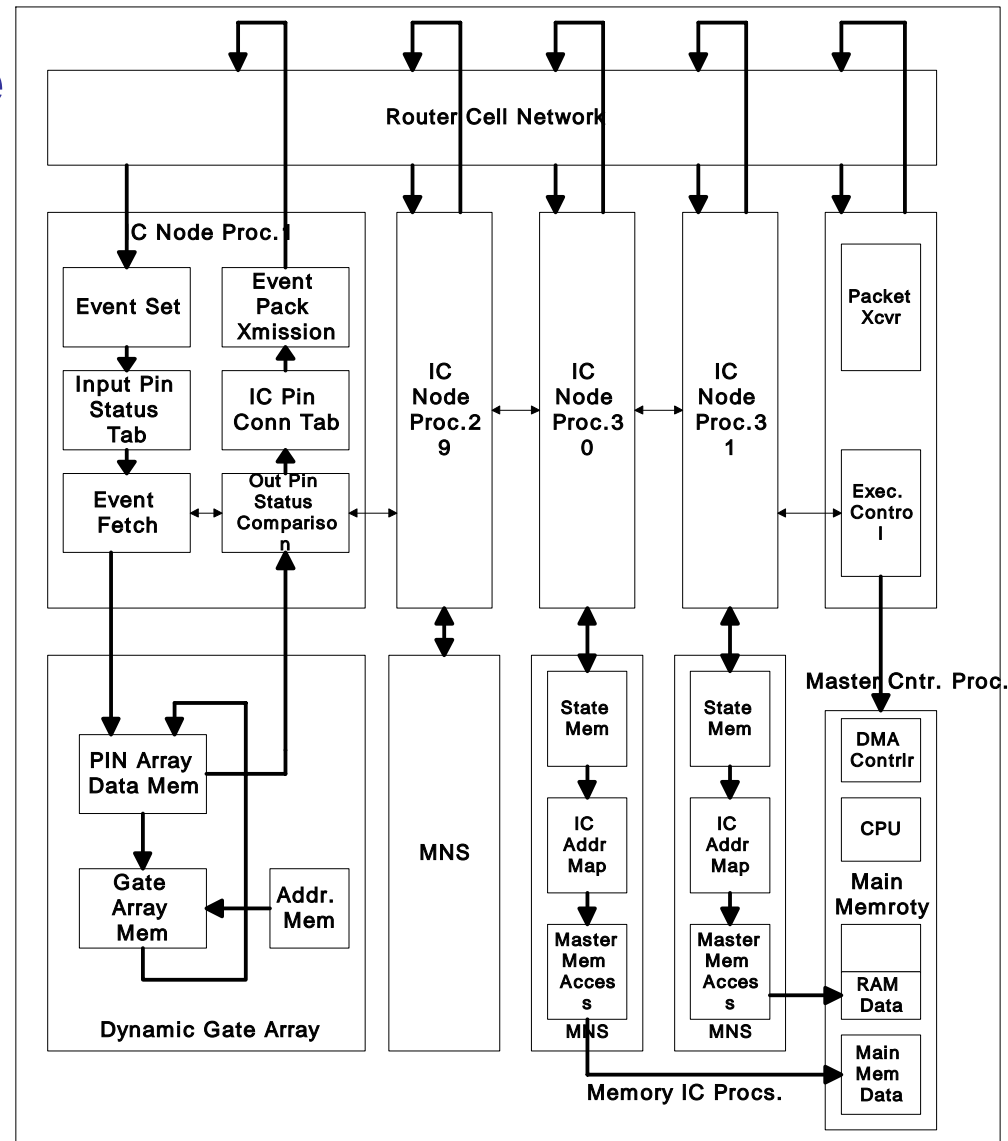 e
Router Cell Network
IC Node Proc.1
Event Set
Event
Pack
Xmission
Input Pin
Status
Tab
IC Pin
Conn Tab
Event
Fetch
Out Pin
Status
Compariso
n
IC
Node
Proc.2
9
IC
Node
Proc.3
0
IC
Node
Proc.3
1
Packet
Xcvr
Exec.
Contro
l
Master Cntr. Proc.
PIN Array
Data Mem
Gate
Array
Mem
Addr.
Mem
Dynamic Gate Array
MNS
State
Mem
IC
Addr
Map
Master
Mem
Acces
s
MNS
State
Mem
IC
Addr
Map
Master
Mem
Acces
s
MNS
DMA
Contrlr
CPU
Main
Memroty
RAM
Data
Main
Mem
Data
Memory IC Procs.